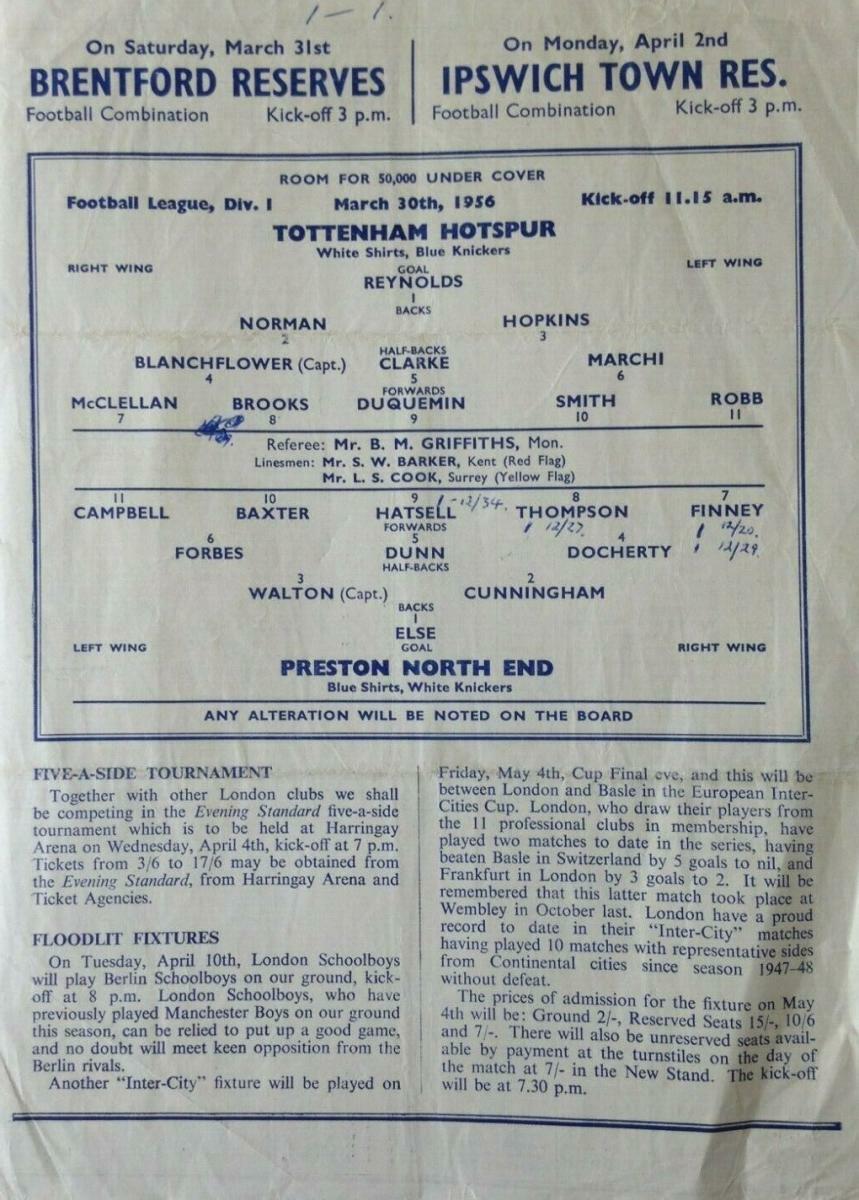 1-1.
On Saturday, March 31st
BRENTFORD RESERVES
Football Combination Kick-off 3 p.m.
On Monday, April 2nd
IPSWICH TOWN RES.
Football Combination Kick-off 3 p.m.
ROOM FOR 50,000 UNDER COVER
Football League, Div. I March 30th, 1956 Kick-off 11.15 a.m.
TOTTENHAM HOTSPUR
White Shirts, Blue Knickers
RIGHT WING GOAL LEFT WING
REYNOLDS
1
BACKS
NORMAN HOPKINS
2 3
HALF-BACKS
BLANCHFLOWER (Capt.) CLARKE MARCHI
4 5 6
FORWARDS
McCLELLAN BROOKS DUQUEMIN SMITH ROBB
7 8 9 10 11
Referee: Mr. B. M. GRIFFITHS, Mon.
Linesmen: Mr. S. W. BARKER, Kent (Red Flag)
Mr. L. S. COOK, Surrey (Yellow Flag)
11 10 9 8 7
CAMPBELL BAXTER HATSELL 1-12/34. THOMPSON FINNEY
FORWARDS 1 12/27. 1 12/20.
6 5 4 1 12/29.
FORBES DUNN DOCHERTY
HALF-BACKS
3 2
WALTON (Capt.) CUNNINGHAM
BACKS
1
ELSE
LEFT WING GOAL RIGHT WING
PRESTON NORTH END
Blue Shirts, White Knickers
ANY ALTERATION WILL BE NOTED ON THE BOARD
FIVE-A-SIDE TOURNAMENT
Together with other London clubs we shall
be competing in the Evening Standard five-a-side
tournament which is to be held at Harringay
Arena on Wednesday, April 4th, kick-off at 7 p.m.
Tickets from 3/6 to 17/6 may be obtained from
the Evening Standard, from Harringay Arena and
Ticket Agencies.
FLOODLIT FIXTURES
On Tuesday, April 10th, London Schoolboys
will play Berlin Schoolboys on our ground, kick-
off at 8 p.m. London Schoolboys, who have
previously played Manchester Boys on our ground
this season, can be relied to put up a good game,
and no doubt will meet keen opposition from the
Berlin rivals.
Another "Inter-City" fixture will be played on
Friday, May 4th, Cup Final eve, and this will be
between London and Basle in the European Inter-
Cities Cup. London, who draw their players from
the 11 professional clubs in membership, have
played two matches to date in the series, having
beaten Basle in Switzerland by 5 goals to nil, and
Frankfurt in London by 3 goals to 2. It will be
remembered that this latter match took place at
Wembley in October last. London have a proud
record to date in their "Inter-City" matches
having played 10 matches with representative sides
from Continental cities since season 1947-48
without defeat.
The prices of admission for the fixture on May
4th will be: Ground 2/-, Reserved Seats 15/-, 10/6
and 7/-. There will also be unreserved seats avail-
able by payment at the turnstiles on the day of
the match at 7/- in the New Stand. The kick-off
will be at 7.30 p.m.